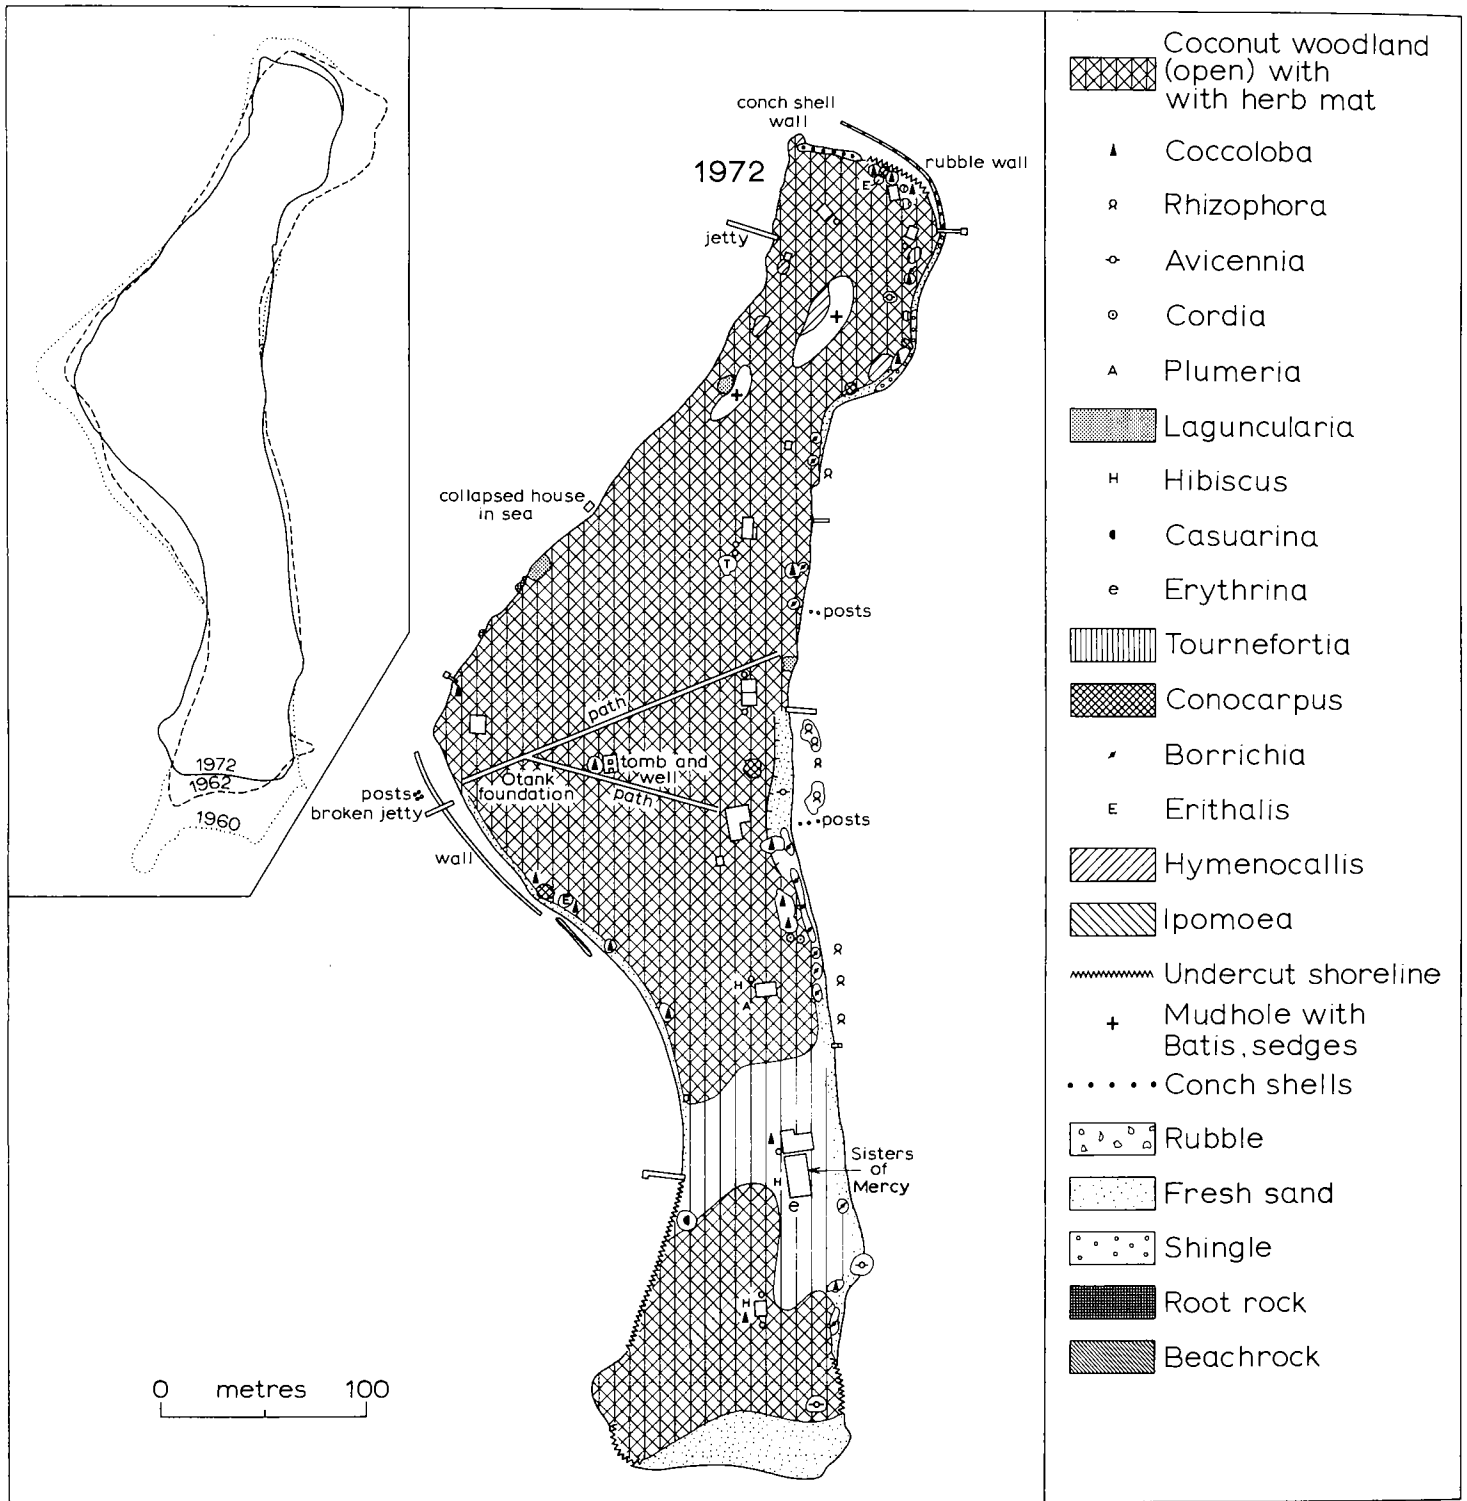 1972
1962
1960
conch shell
wall
1972
rubble wall
jetty
E
collapsed house
in sea
T
posts
path
tomb and
well
Otank
foundation
path
posts
broken jetty
posts
wall
E
H
A
Sisters
of
Mercy
H
e
H
0 metres 100
Coconut woodland
(open) with
with herb mat
Coccoloba
Rhizophora
Avicennia
Cordia
A Plumeria
Laguncularia
H Hibiscus
Casuarina
e Erythrina
Tournefortia
Conocarpus
Borrichia
E Erithalis
Hymenocallis
Ipomoea
Undercut shoreline
+ Mudhole with
Batis, sedges
Conch shells
Rubble
Fresh sand
Shingle
Root rock
Beachrock